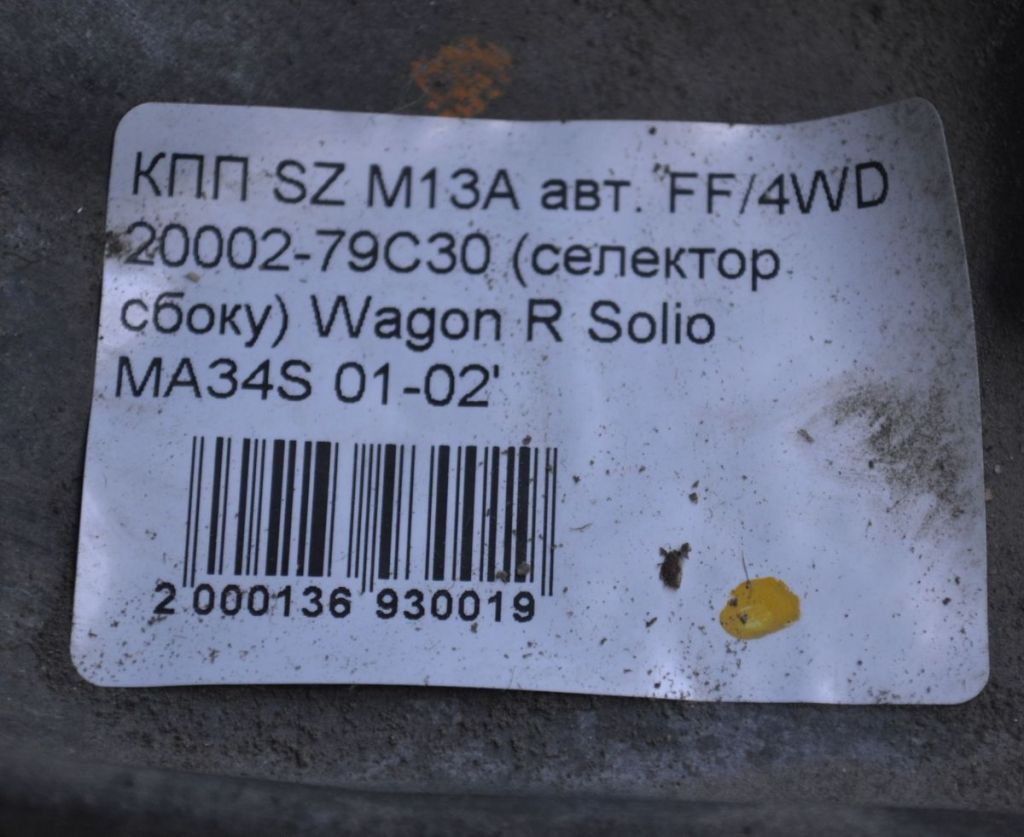 КПП SZ M13A авт. FF/4WD
20002-79C30 (селектор
сбоку) Wagon R Solio
MA34S 01-02'
2 000136 930019